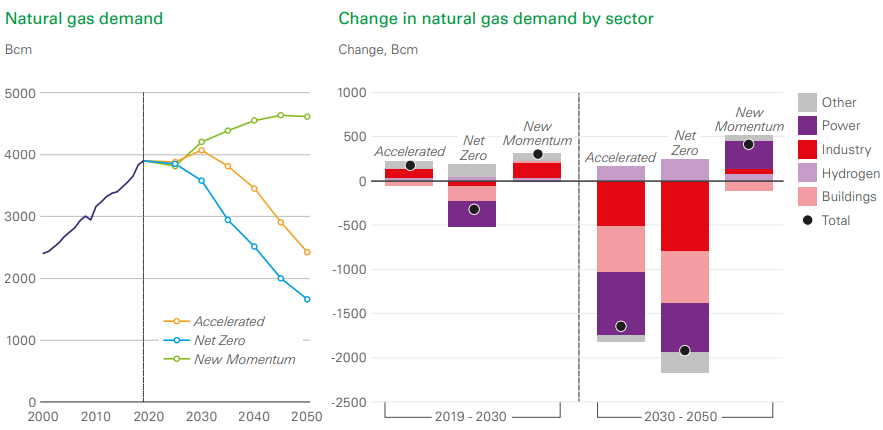 Natural gas demand
Bcm
5000
4000
3000
2000
1000
0
2000 2010 2020 2030 2040 2050
Accelerated
Net Zero
New Momentum
Change in natural gas demand by sector
Change, Bcm
1000
500
0
-500
-1000
-1500
-2000
-2500
Accelerated
Net
Zero
New
Momentum
Accelerated
Net
Zero
New
Momentum
2019 - 2030
2030 - 2050
Other
Power
Industry
Hydrogen
Buildings
Total